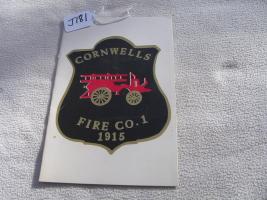 J181
CORNWELLS
FIRE CO. 1
1915